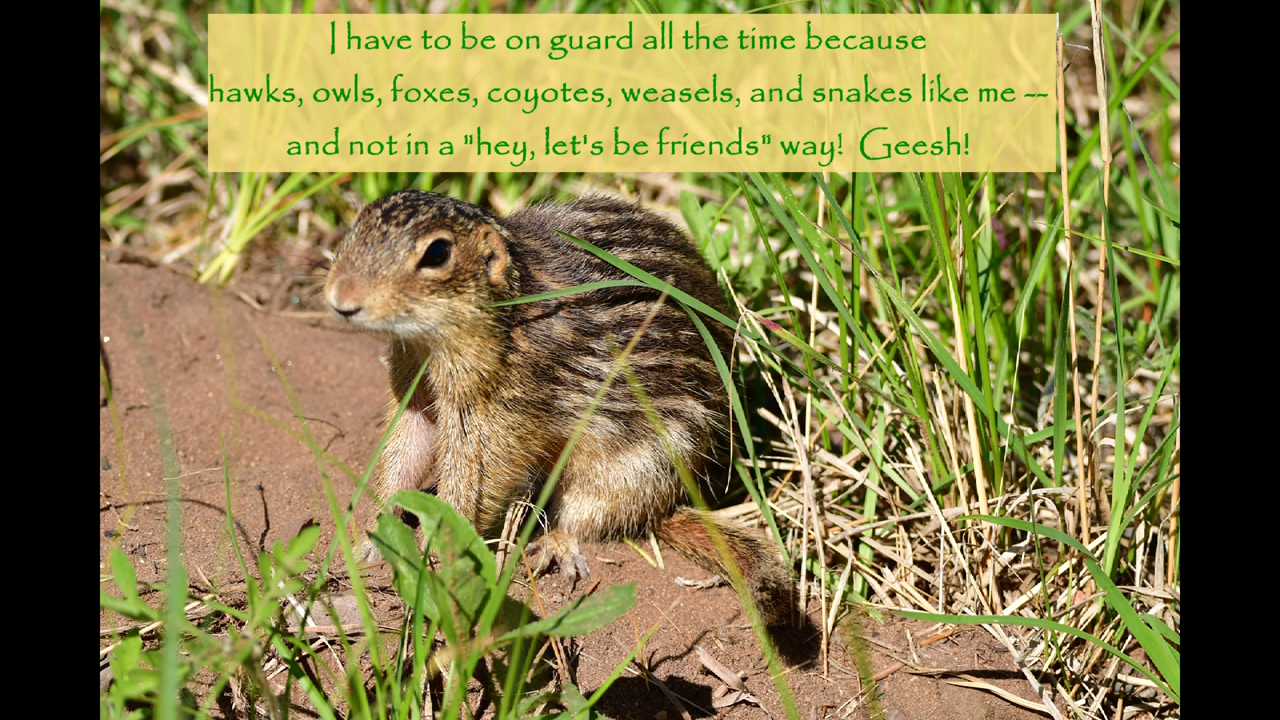 I have to be on guard all the time because
hawks, owls, foxes, coyotes, weasels, and snakes like me --
and not in a "hey, let's be friends" way!  Geesh!